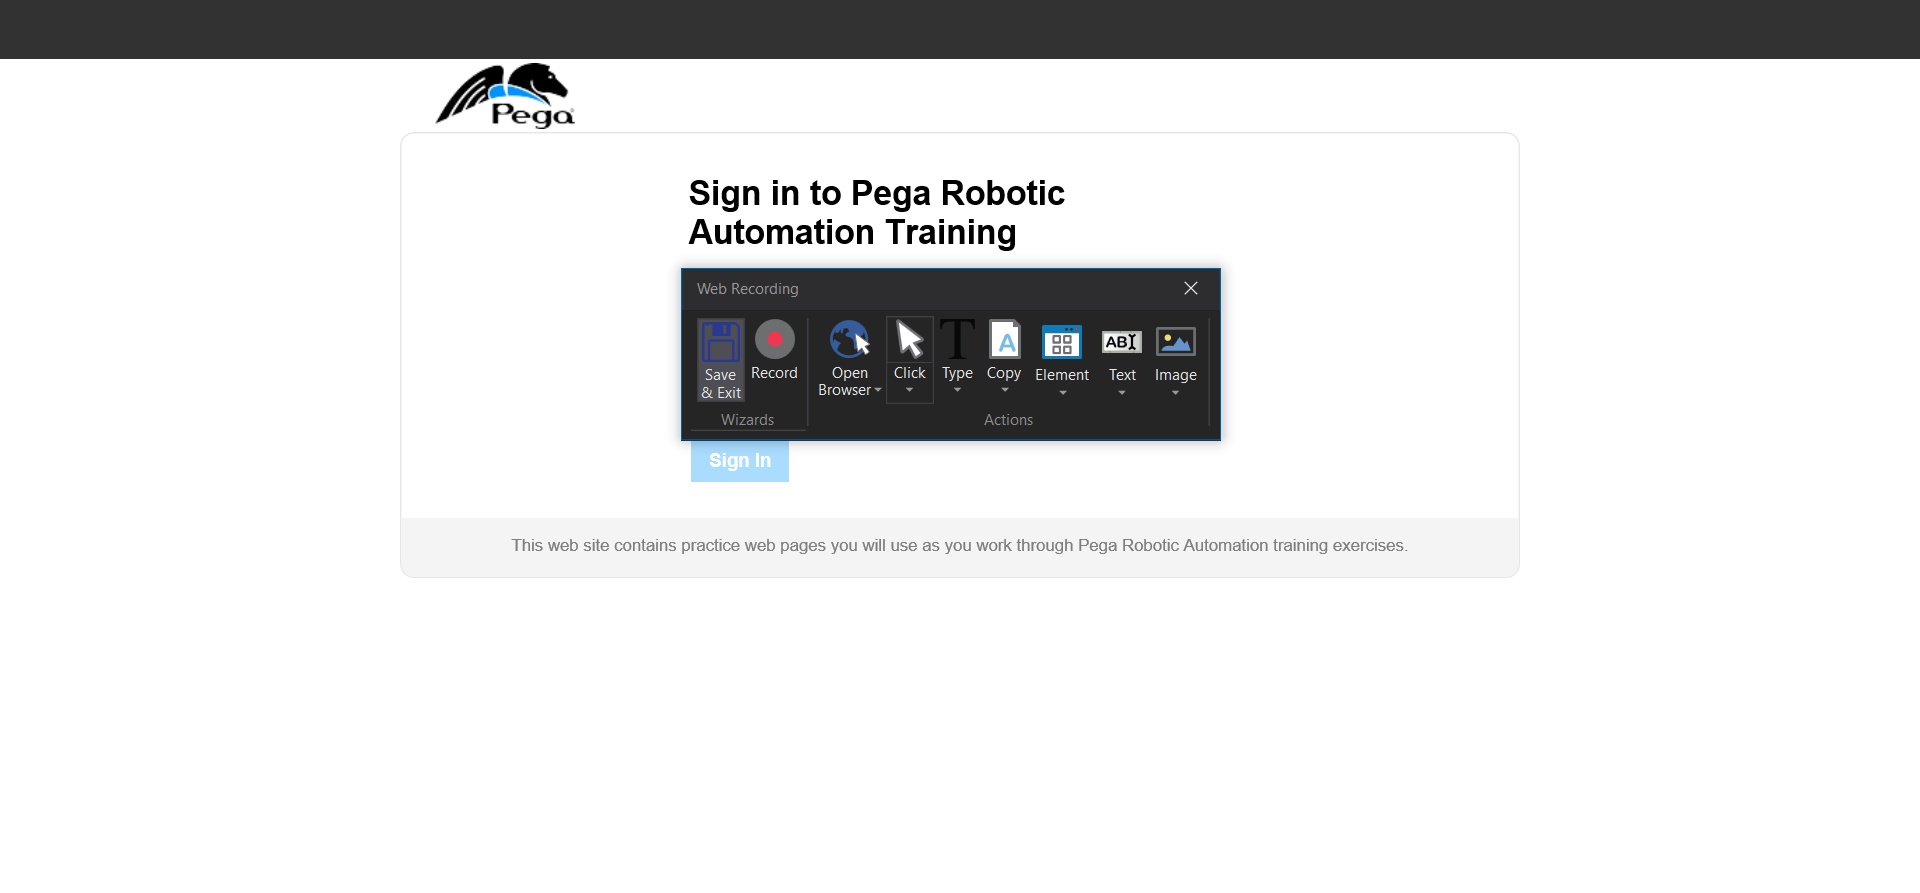 Pega
Sign in to Pega Robotic
Automation Training
Web Recording
Save
& Exit
Record
Open
Browser
Click
T
Type
A
Copy
Element
AB
Text
Image
Wizards
Actions
Sign In
This web site contains practice web pages you will use as you work through Pega Robotic Automation training exercises.